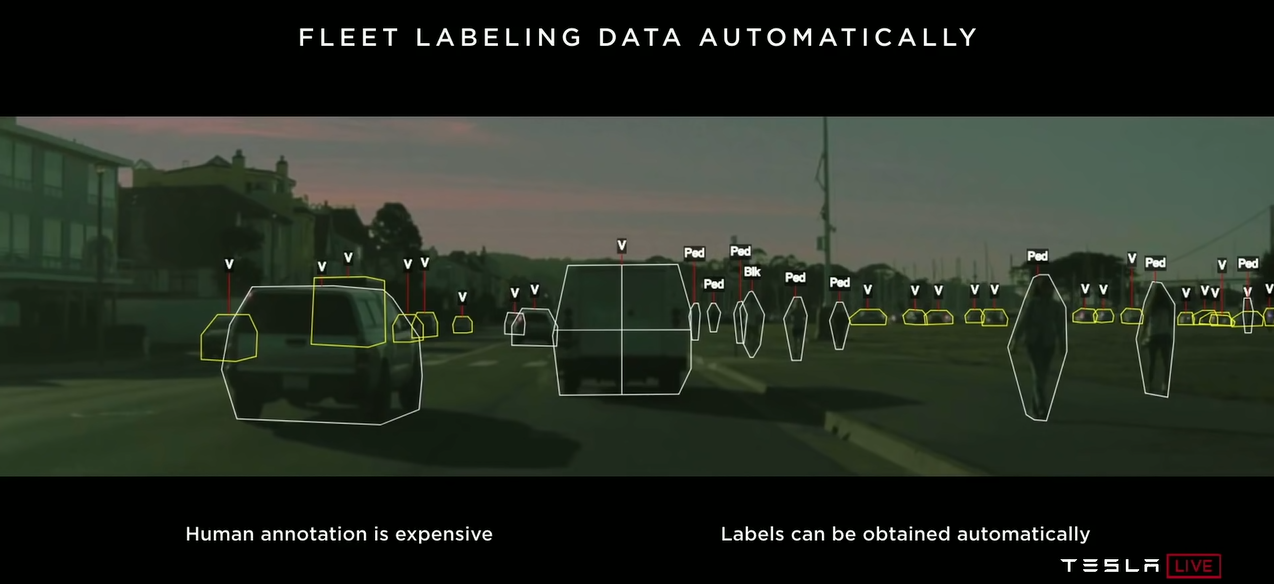 FLEET LABELING DATA AUTOMATICALLY
V V V V V V V V V Ped Ped Ped Blk Ped Ped V V V V V Ped V V V Ped V V V V Ped V
Human annotation is expensive
Labels can be obtained automatically
TESLA LIVE